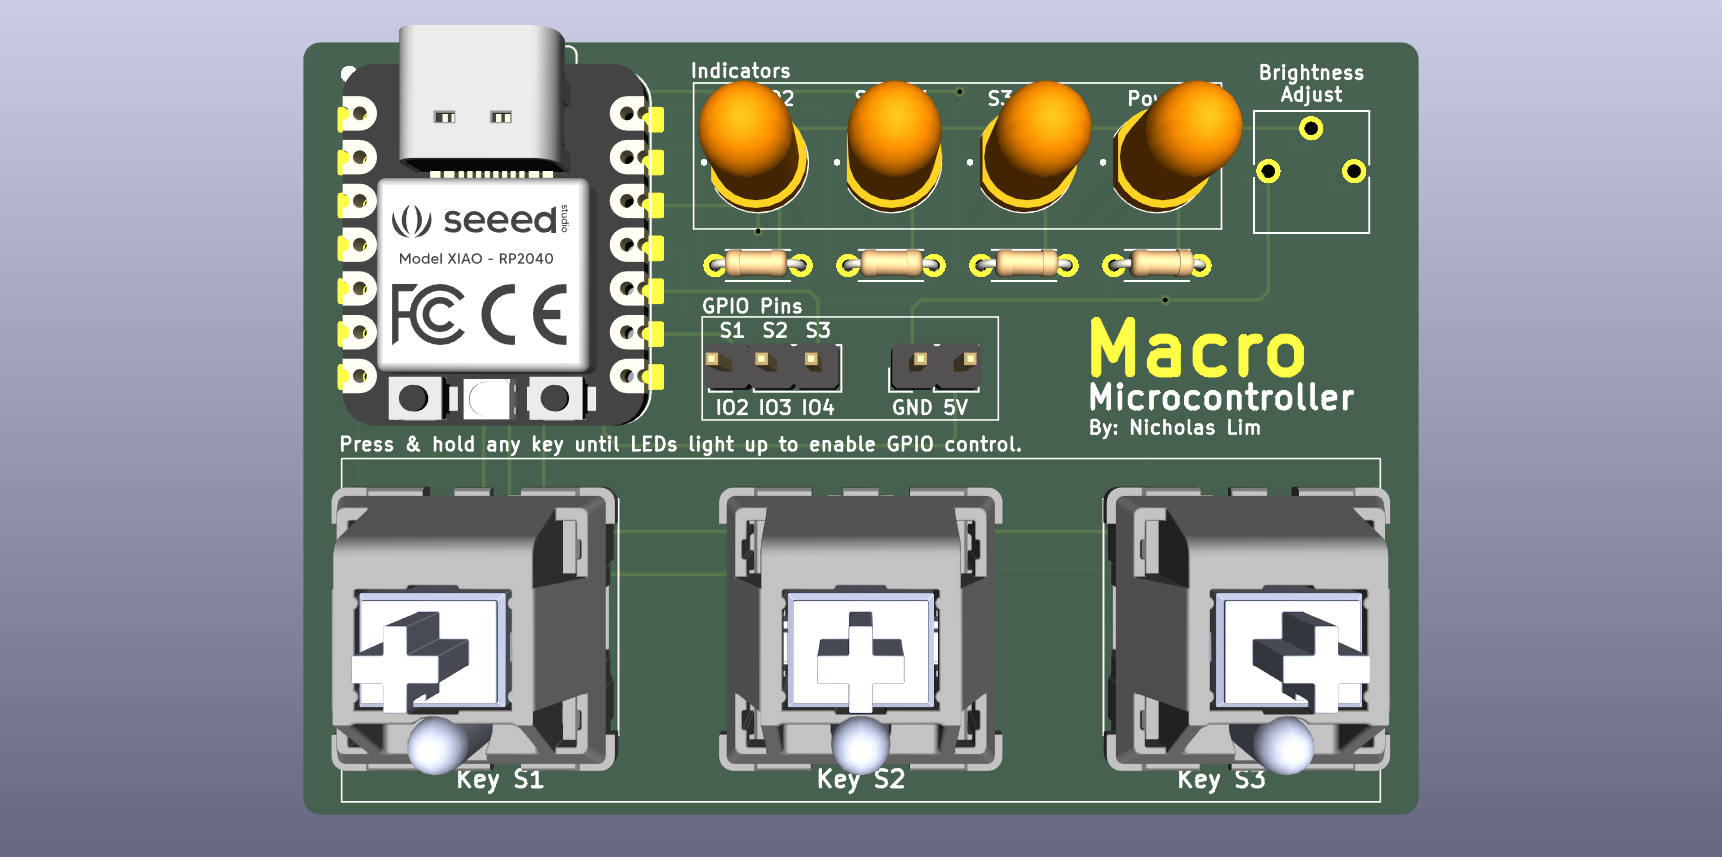 Indicators
Brightness
Adjust
seeed
studio
Model XIAO - RP2040
FC CE
GPIO Pins
S1 S2 S3
IO2 IO3 IO4
GND 5V
Macro
Microcontroller
By: Nicholas Lim
Press & hold any key until LEDs light up to enable GPIO control.
Key S1
Key S2
Key S3